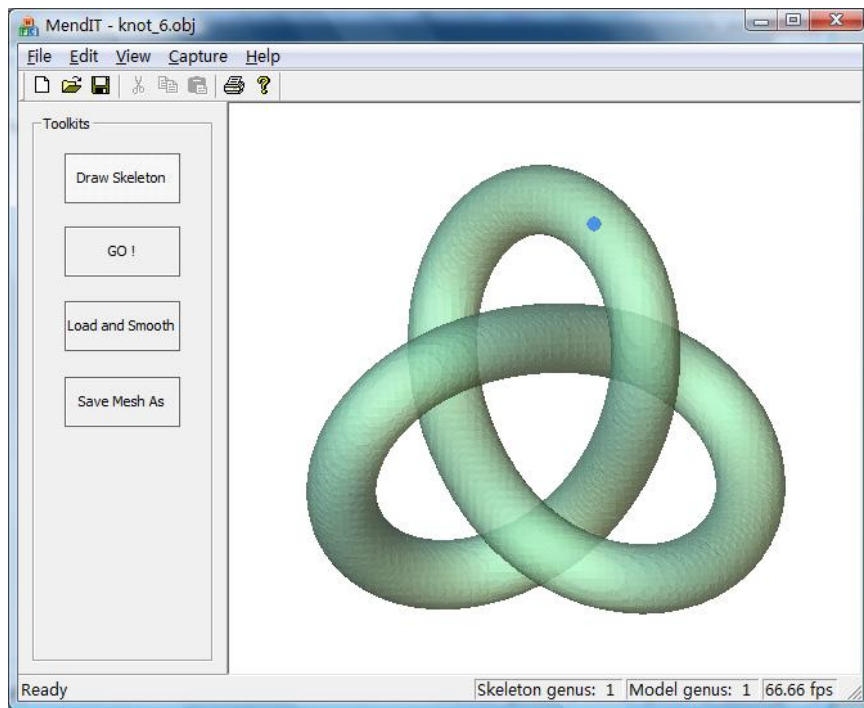 MendIT - knot_6.obj
File Edit View Capture Help
Toolkits
Draw Skeleton
GO !
Load and Smooth
Save Mesh As
Ready Skeleton genus: 1 Model genus: 1 66.66 fps